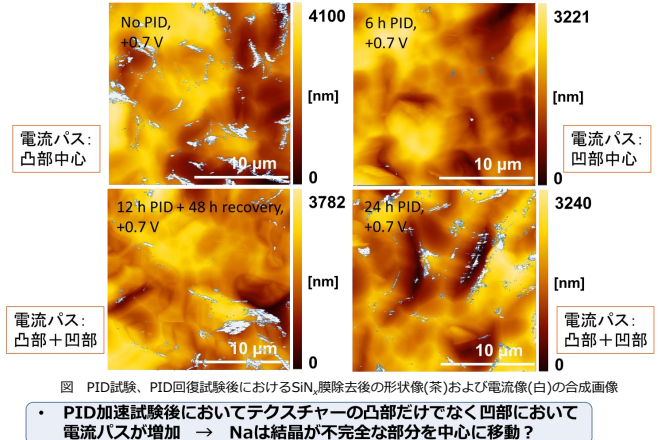 No PID,
+0.7 V
4100
[nm]
0
10 μm
電流パス:
凸部中心
6 h PID,
+0.7 V
3221
[nm]
0
10 μm
電流パス:
凹部中心
12 h PID + 48 h recovery,
+0.7 V
3782
[nm]
0
10 μm
電流パス:
凸部+凹部
24 h PID,
+0.7 V
3240
[nm]
0
10 μm
電流パス:
凸部+凹部
図 PID試験、PID回復試験後におけるSiNx膜除去後の形状像(茶)および電流像(白)の合成画像
• PID加速試験後においてテクスチャーの凸部だけでなく凹部において
電流パスが増加 → Naは結晶が不完全な部分を中心に移動?